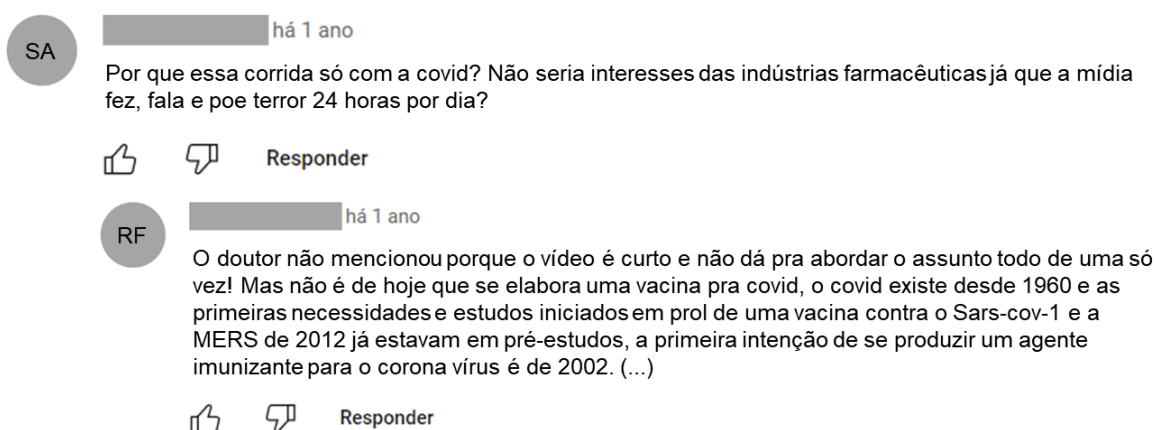 SA
há 1 ano
Por que essa corrida só com a covid? Não seria interesses das indústrias farmacêuticas já que a mídia
fez, fala e poe terror 24 horas por dia?
Responder
RF
há 1 ano
O doutor não mencionou porque o vídeo é curto e não dá pra abordar o assunto todo de uma só
vez! Mas não é de hoje que se elabora uma vacina pra covid, o covid existe desde 1960 e as
primeiras necessidades e estudos iniciados em prol de uma vacina contra o Sars-cov-1 e a
MERS de 2012 já estavam em pré-estudos, a primeira intenção de se produzir um agente
imunizante para o corona vírus é de 2002. (...)
Responder